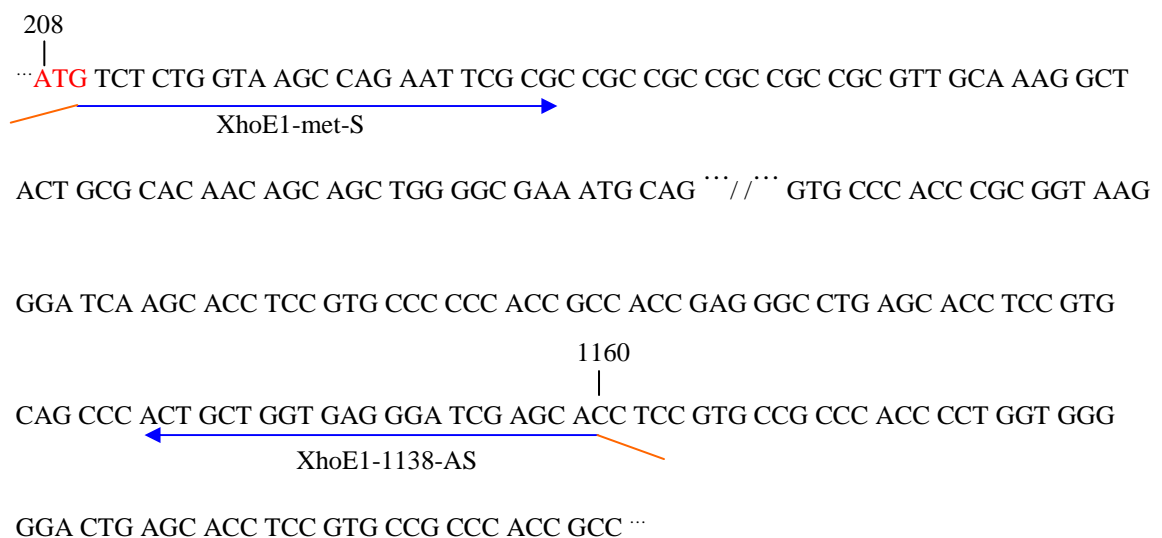 208
...ATG TCT CTG GTA AGC CAG AAT TCG CGC CGC CGC CGC CGC CGC GTT GCA AAG GCT
XhoE1-met-S
ACT GCG CAC AAC AGC AGC TGG GGC GAA ATG CAG ...//... GTG CCC ACC CGC GGT AAG
GGA TCA AGC ACC TCC GTG CCC CCC ACC GCC ACC GAG GGC CTG AGC ACC TCC GTG
1160
CAG CCC ACT GCT GGT GAG GGA TCG AGC ACC TCC GTG CCG CCC ACC CCT GGT GGG
XhoE1-1138-AS
GGA CTG AGC ACC TCC GTG CCG CCC ACC GCC ...